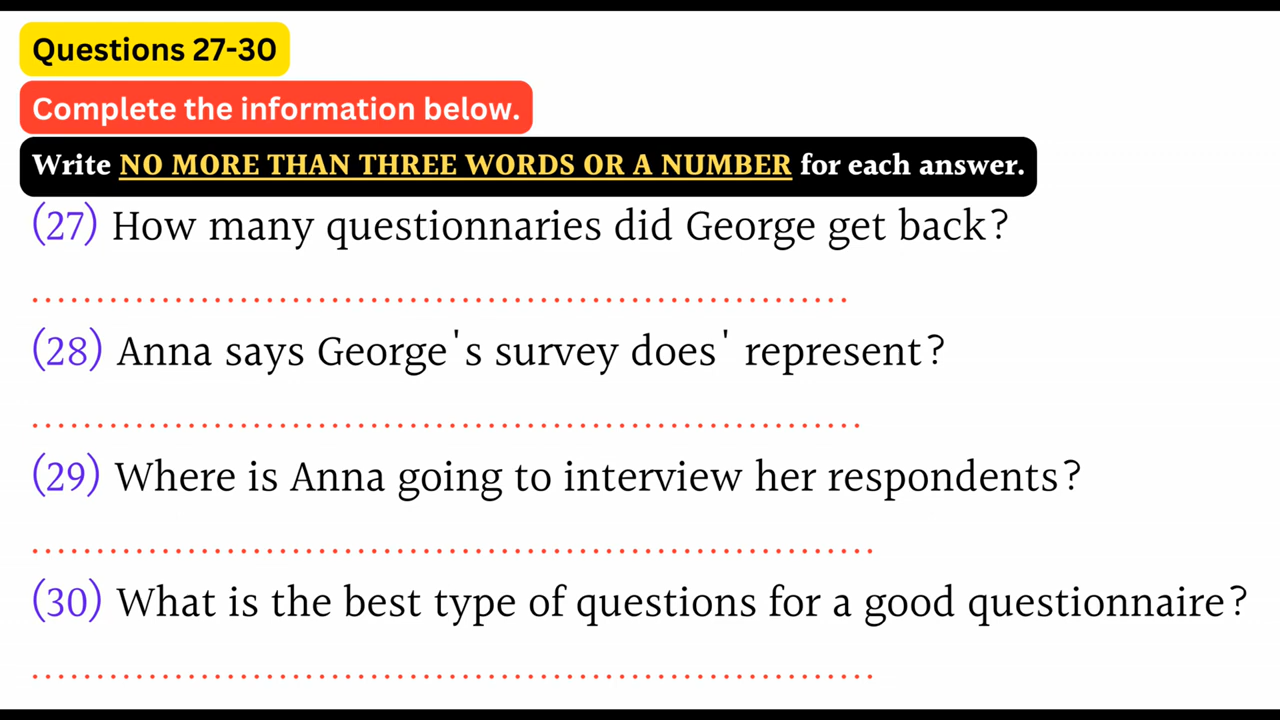 Questions 27-30
Complete the information below.
Write NO MORE THAN THREE WORDS OR A NUMBER for each answer.
(27) How many questionnaries did George get back?
...............................................................
(28) Anna says George's survey does' represent?
................................................................
(29) Where is Anna going to interview her respondents?
.................................................................
(30) What is the best type of questions for a good questionnaire?
.................................................................